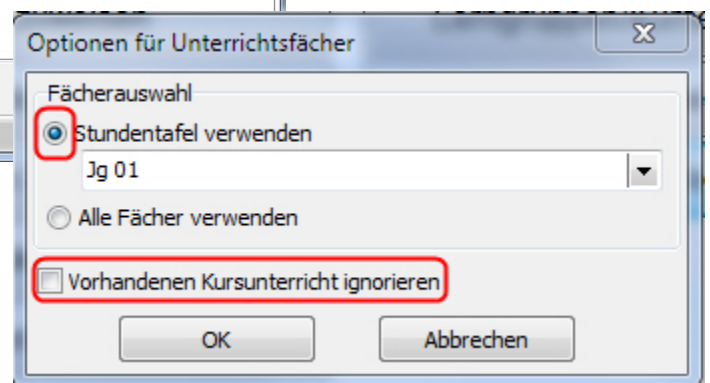 Optionen für Unterrichtsfächer
Fächerauswahl
Stundentafel verwenden
Jg 01
Alle Fächer verwenden
Vorhandenen Kursunterricht ignorieren
OK
Abbrechen